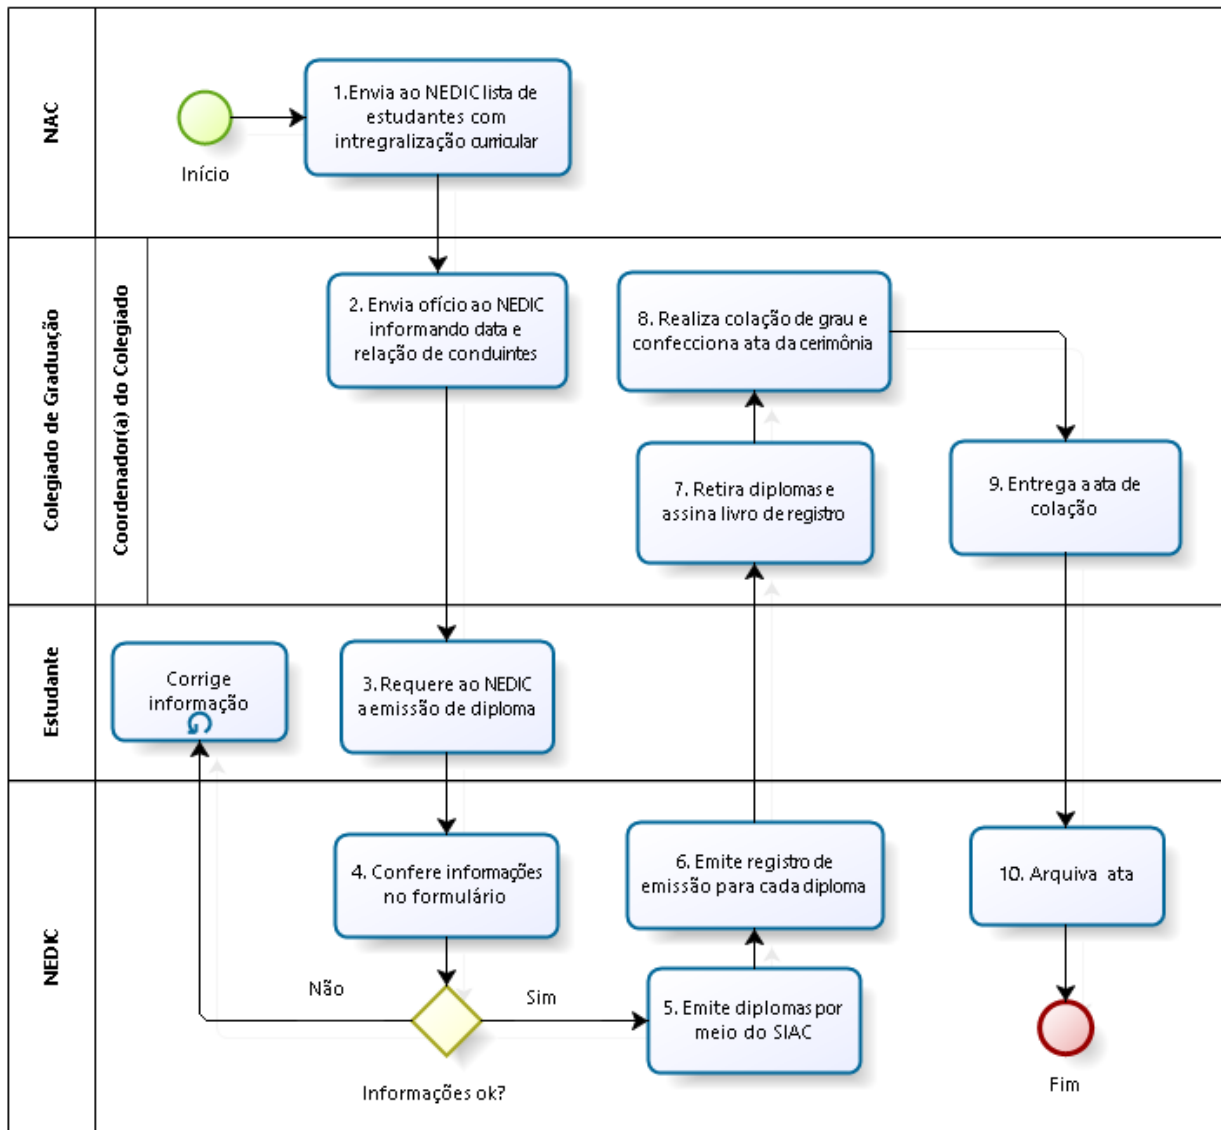 NAC
Início
1.Envia ao NEDIC lista de
estudantes com
intregralização curricular
Colegiado de Graduação
Coordenador(a) do Colegiado
2. Envia ofício ao NEDIC
informando data e
relação de concluintes
8. Realiza colação de grau e
confecciona ata da cerimônia
7. Retira diplomas e
assina livro de registro
9. Entrega a ata de
colação
Estudante
Corrige
informação
3. Requere ao NEDIC
a emissão de diploma
NEDIC
4. Confere informações
no formulário
6. Emite registro de
emissão para cada diploma
10. Arquiva ata
Não
Sim
5. Emite diplomas por
meio do SIAC
Informações ok?
Fim